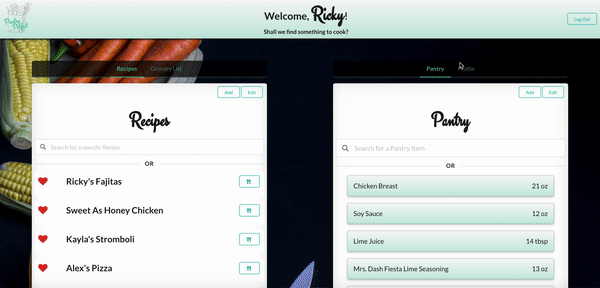 Pantry Piful
Welcome, Ricky!
Shall we find something to cook?
Log Out
Recipes Grocery List
Pantry Profile
Add Edit
Add Edit
Recipes
Search for a specific Recipe
OR
Ricky's Fajitas
Sweet As Honey Chicken
Kayla's Stromboli
Alex's Pizza
Pantry
Search for a Pantry Item
OR
Chicken Breast 21 oz
Soy Sauce 12 oz
Lime Juice 14 tbsp
Mrs. Dash Fiesta Lime Seasoning 13 oz